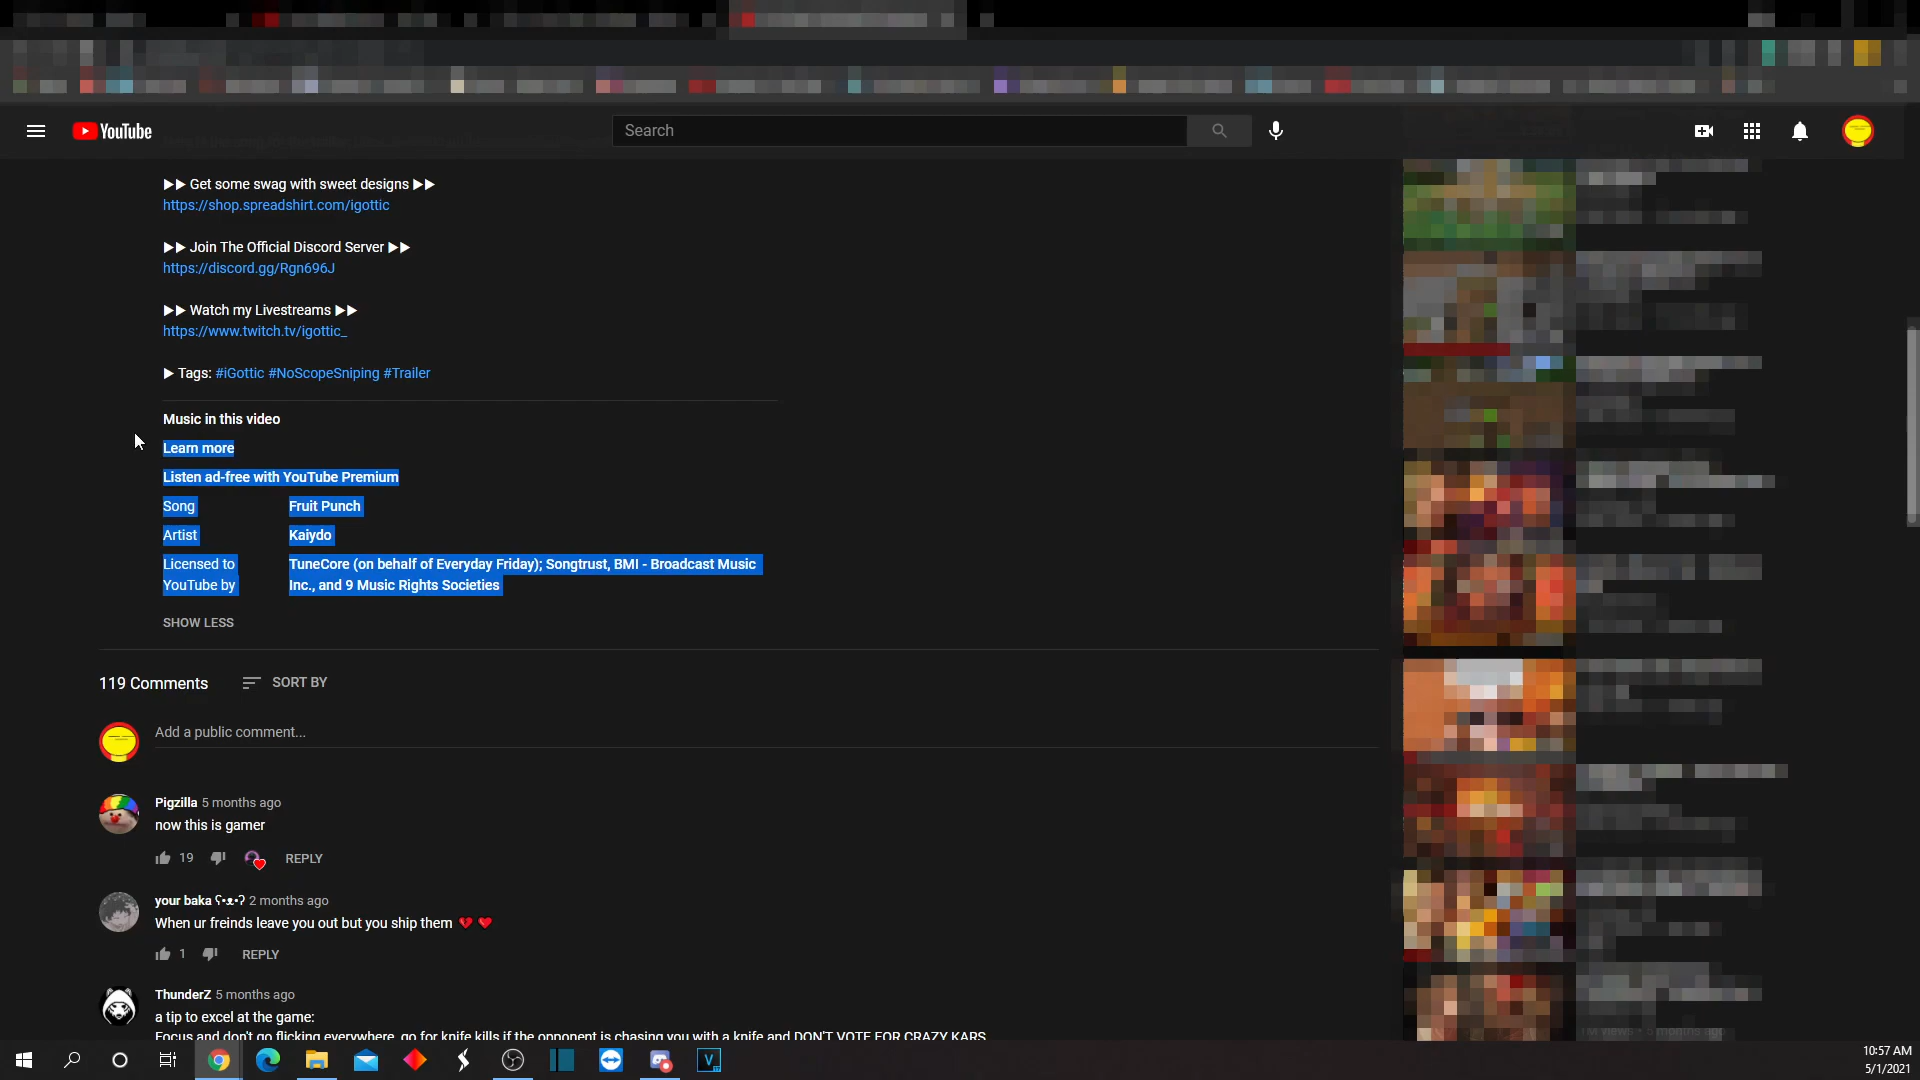 YouTube
Search
▶▶ Get some swag with sweet designs ▶▶
https://shop.spreadshirt.com/igottic
▶▶ Join The Official Discord Server ▶▶
https://discord.gg/Rgn696J
▶▶ Watch my Livestreams ▶▶
https://www.twitch.tv/igottic_
▶ Tags: #iGottic #NoScopeSniping #Trailer
Music in this video
Learn more
Listen ad-free with YouTube Premium
Song Fruit Punch
Artist Kaiydo
Licensed to YouTube by TuneCore (on behalf of Everyday Friday); Songtrust, BMI - Broadcast Music
Inc., and 9 Music Rights Societies
SHOW LESS
119 Comments SORT BY
Add a public comment...
Pigzilla 5 months ago
now this is gamer
19 REPLY
your baka ʕ•ᴥ•ʔ 2 months ago
When ur freinds leave you out but you ship them 💔 ❤️
1 REPLY
ThunderZ 5 months ago
a tip to excel at the game:
Focus and don't go flicking everywhere, go for knife kills if the opponent is chasing you with a knife and DON'T VOTE FOR CRAZY KARS
1M views • 5 months ago
10:57 AM
5/1/2021